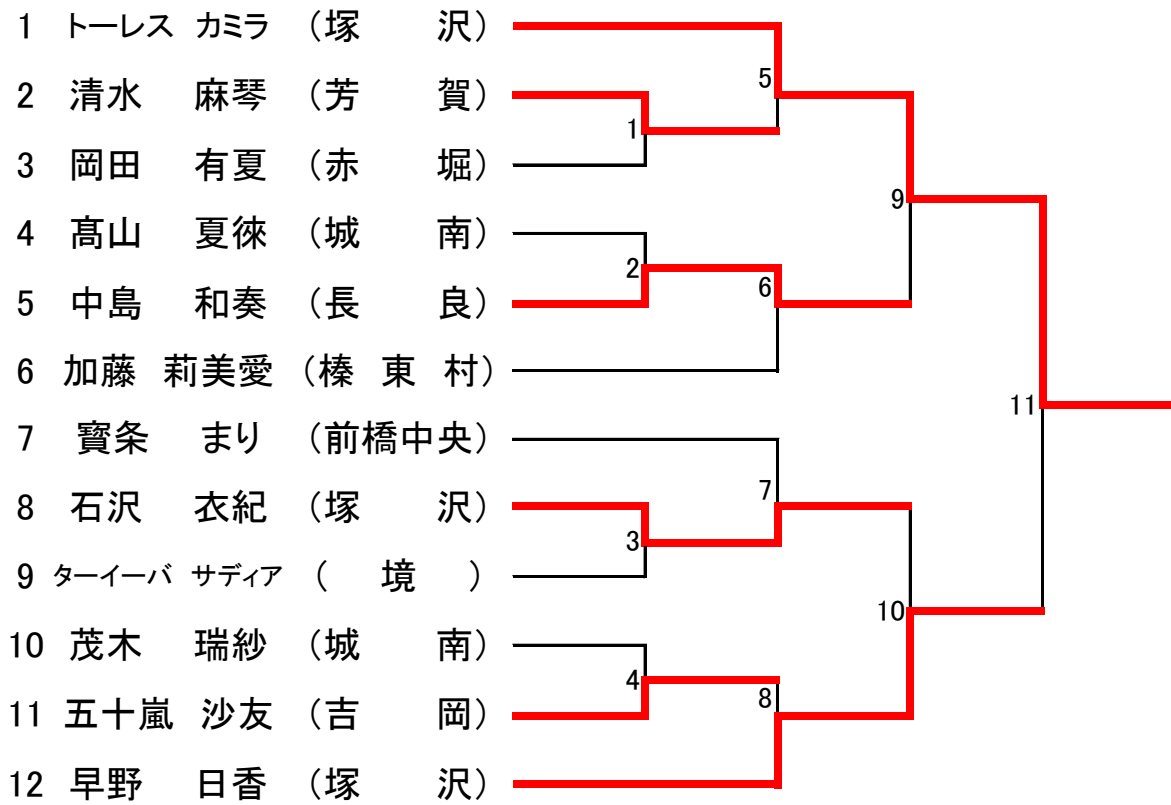 1 トーレス カミラ (塚 沢)
2 清水 麻琴 (芳 賀)
3 岡田 有夏 (赤 堀)
4 髙山 夏徠 (城 南)
5 中島 和奏 (長 良)
6 加藤 莉美愛 (榛 東 村)
7 寳条 まり (前橋中央)
8 石沢 衣紀 (塚 沢)
9 ターイーバ サディア ( 境 )
10 茂木 瑞紗 (城 南)
11 五十嵐 沙友 (吉 岡)
12 早野 日香 (塚 沢)
1
2
3
4
5
6
7
8
9
10
11